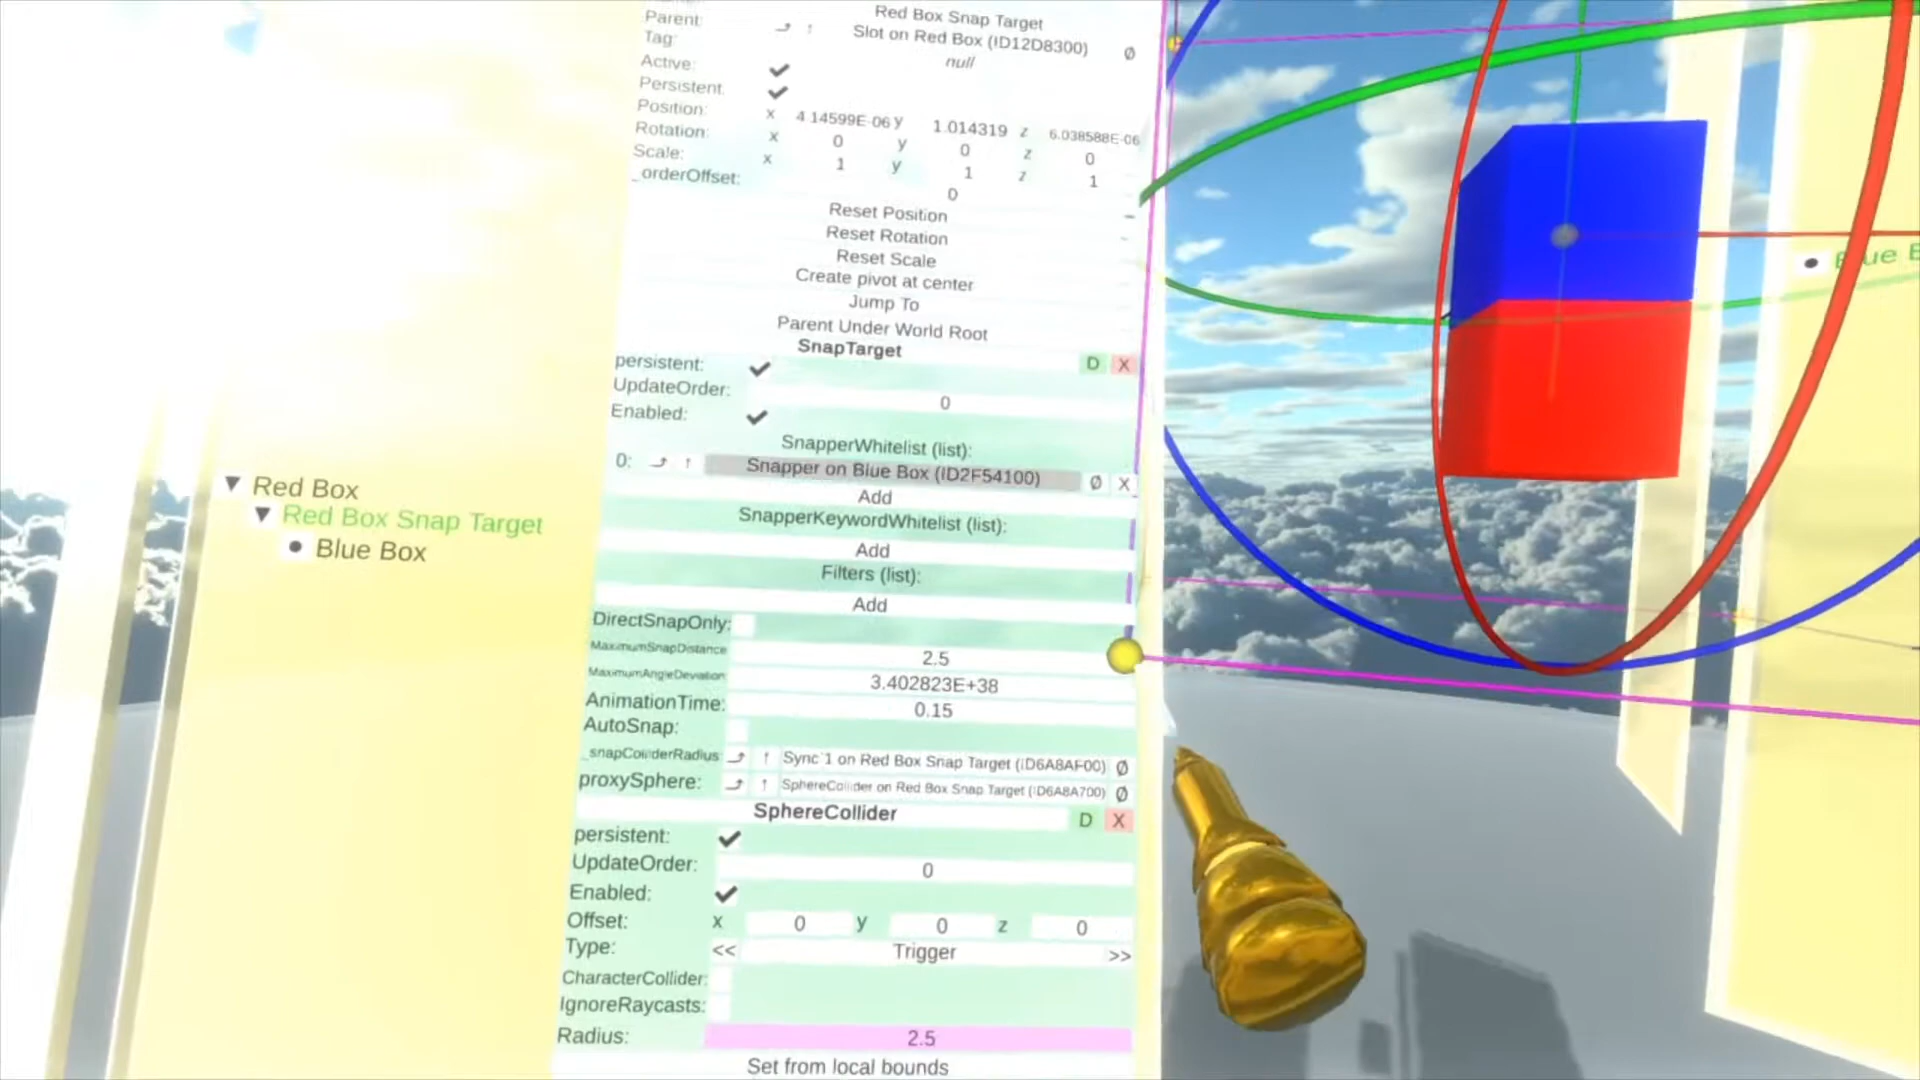 Red Box
Red Box Snap Target
Blue Box
Red Box Snap Target
Parent: Slot on Red Box (ID12D8300) Ø
Tag: null
Active:
Persistent
Position: x 4.14599E-06 y 1.014319 z 6.038588E-06
Rotation: x 0 y 0 z 0
Scale: x 1 y 1 z 1
_orderOffset: 0
Reset Position
Reset Rotation
Reset Scale
Create pivot at center
Jump To
Parent Under World Root
SnapTarget D X
persistent:
UpdateOrder: 0
Enabled:
SnapperWhitelist (list):
0: Snapper on Blue Box (ID2F54100) Ø X
Add
SnapperKeywordWhitelist (list):
Add
Filters (list):
Add
DirectSnapOnly:
MaximumSnapDistance 2.5
MaximumAngleDeviation 3.402823E+38
AnimationTime: 0.15
AutoSnap:
_snapColliderRadius: Sync`1 on Red Box Snap Target (ID6A8AF00) Ø
proxySphere: SphereCollider on Red Box Snap Target (ID6A8A700) Ø
SphereCollider D X
persistent:
UpdateOrder: 0
Enabled:
Offset: x 0 y 0 z 0
Type: << Trigger >>
CharacterCollider:
IgnoreRaycasts:
Radius: 2.5
Set from local bounds